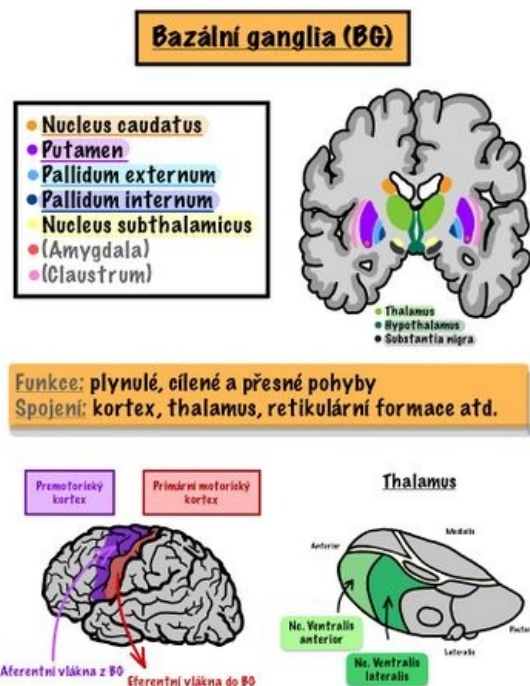 Bazální ganglia (BG)
Nucleus caudatus
Putamen
Pallidum externum
Pallidum internum
Nucleus subthalamicus
(Amygdala)
(Claustrum)
Thalamus
Hypothalamus
Substantia nigra
Funkce: plynulé, cílené a přesné pohyby
Spojení: kortex, thalamus, retikulární formace atd.
Premotorický
kortex
Primární motorický
kortex
Aferentní vlákna z BG
Eferentní vlákna do BG
Thalamus
Anterior
Medialis
Lateralis
Nc. Ventralis
anterior
Nc. Ventralis
lateralis